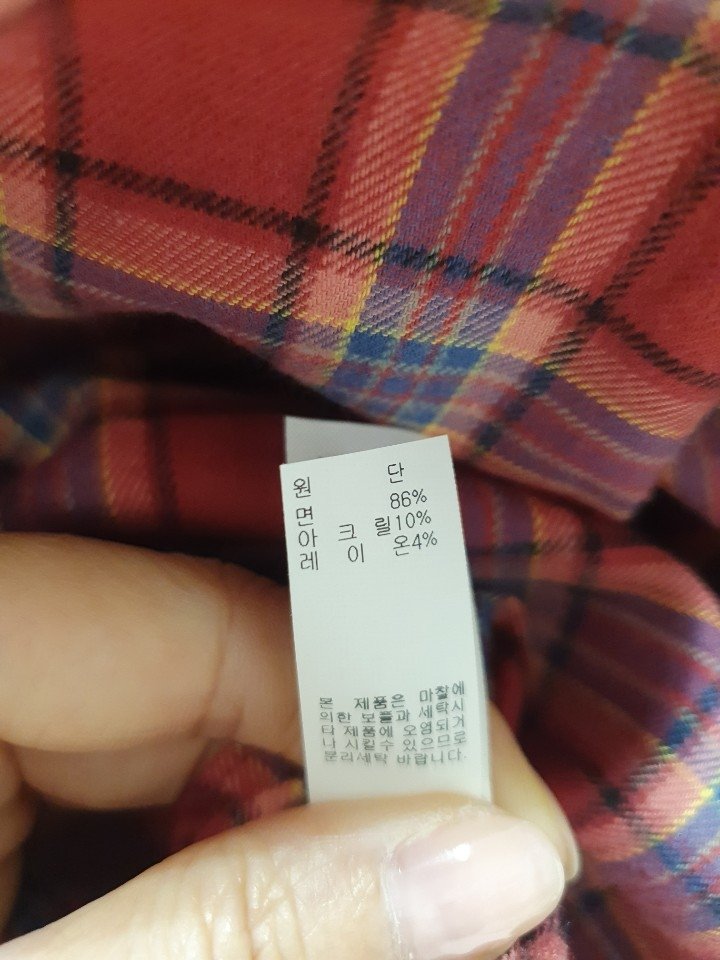 원 단
면 86%
아 크 릴10%
레 이 온4%
본 제품은 마찰에
의한 보풀과 세탁시
타 제품에 오염되거
나 시킬수 있으므로
분리세탁 바랍니다.